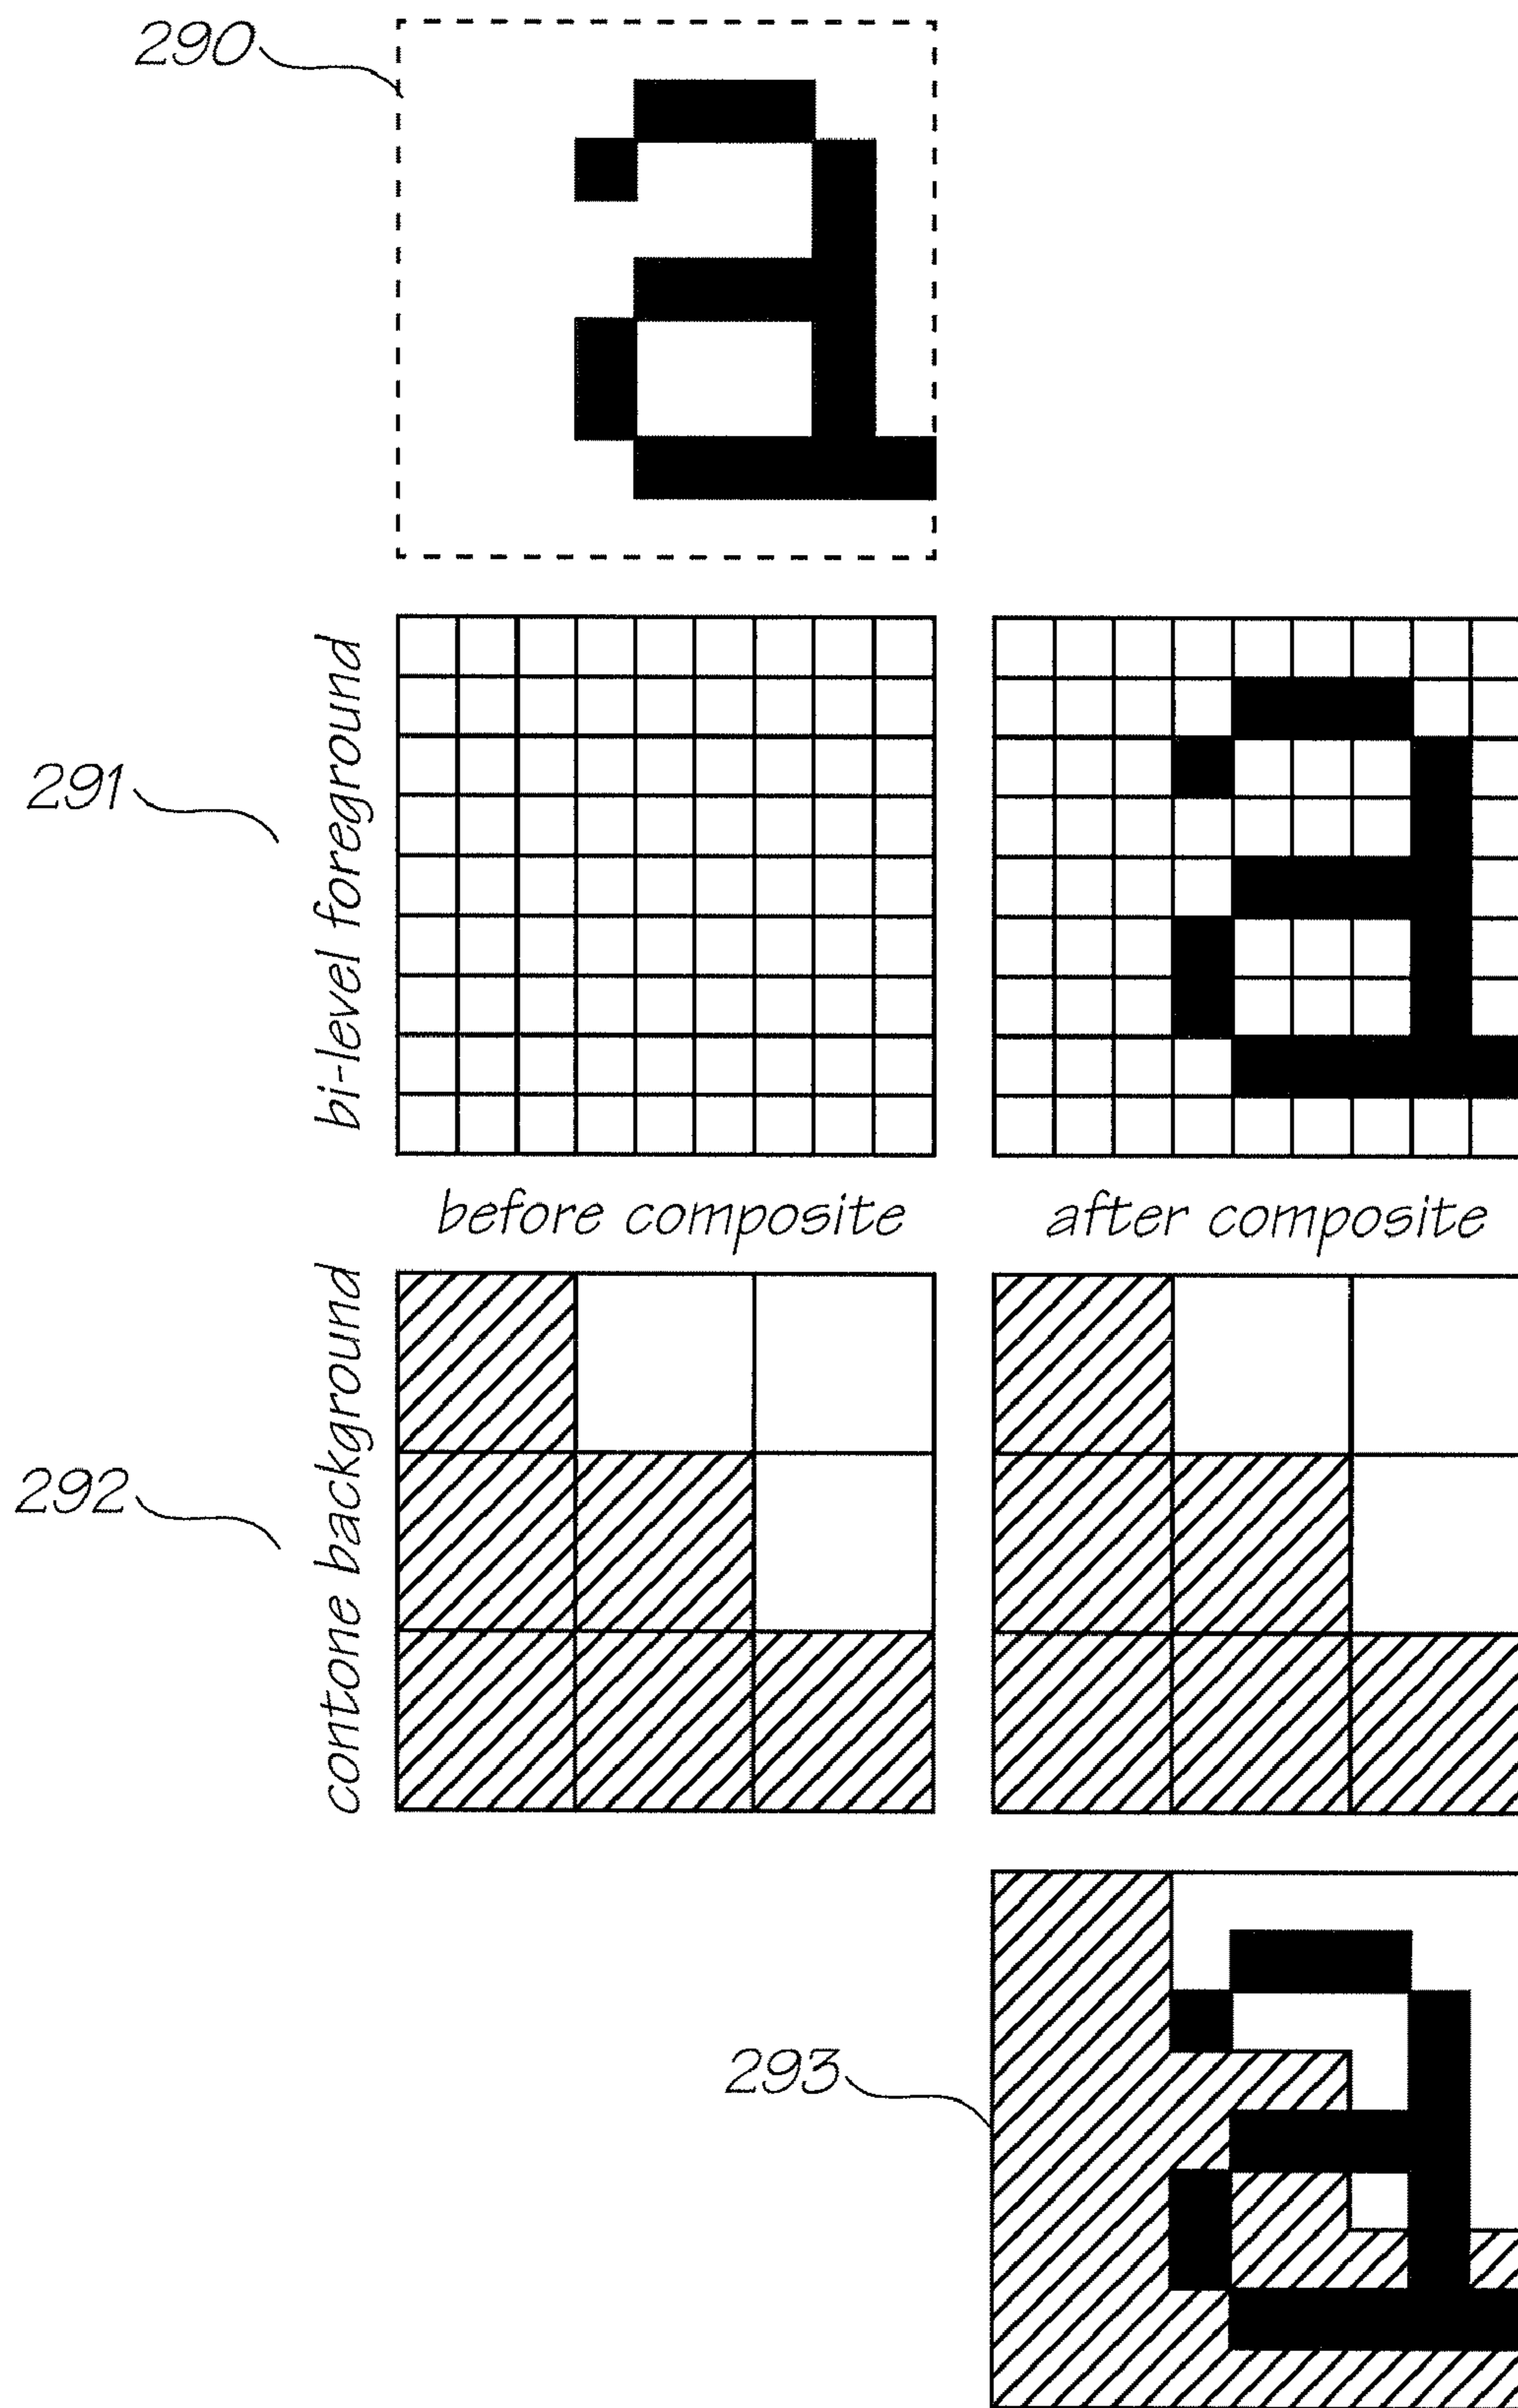 290
a
291
bi-level foreground
a
before composite
after composite
292
contone background
293
a